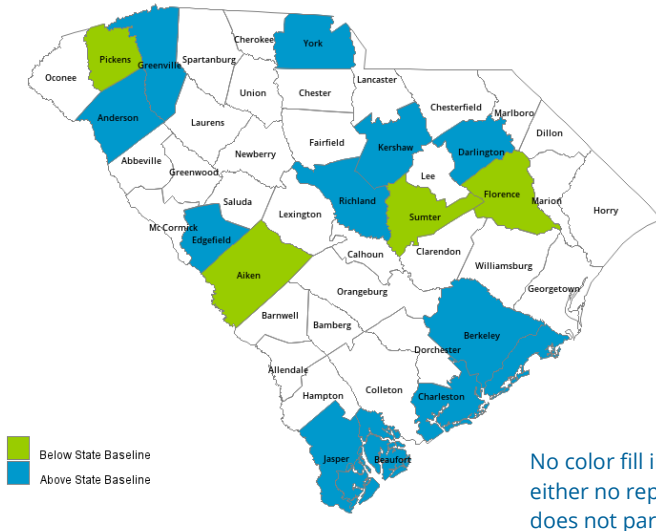 York
Cherokee
Pickens
Greenville
Spartanburg
Oconee
Lancaster
Union
Chester
Chesterfield
Marlboro
Anderson
Laurens
Dillon
Fairfield
Kershaw
Darlington
Newberry
Abbeville
Greenwood
Lee
Florence
Richland
Saluda
Marion
Horry
Lexington
Sumter
McCormick
Edgefield
Calhoun
Clarendon
Williamsburg
Aiken
Georgetown
Orangeburg
Barnwell
Bamberg
Berkeley
Dorchester
Allendale
Colleton
Hampton
Charleston
Jasper
Beaufort
Below State Baseline
Above State Baseline
No color fill i
either no rep
does not par